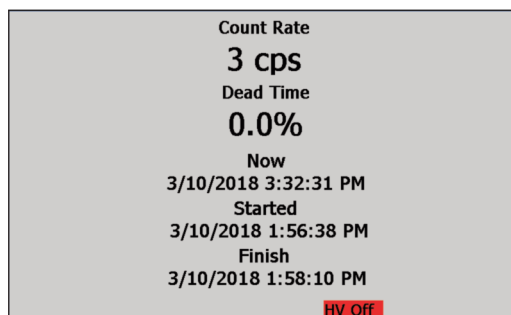 Count Rate
3 cps
Dead Time
0.0%
Now
3/10/2018 3:32:31 PM
Started
3/10/2018 1:56:38 PM
Finish
3/10/2018 1:58:10 PM
HV Off